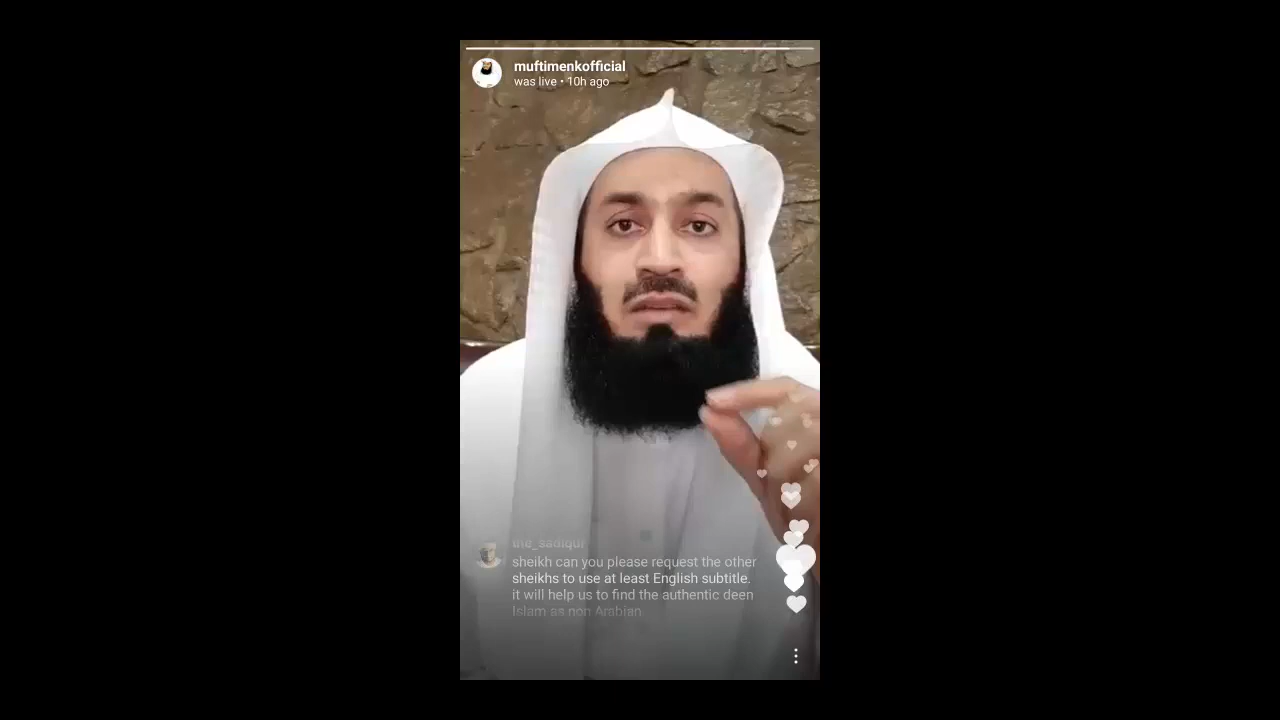 muftimenkofficial
was live • 10h ago
the_sadiqur
sheikh can you please request the other
sheikhs to use at least English subtitle.
it will help us to find the authentic deen
Islam as non Arabian